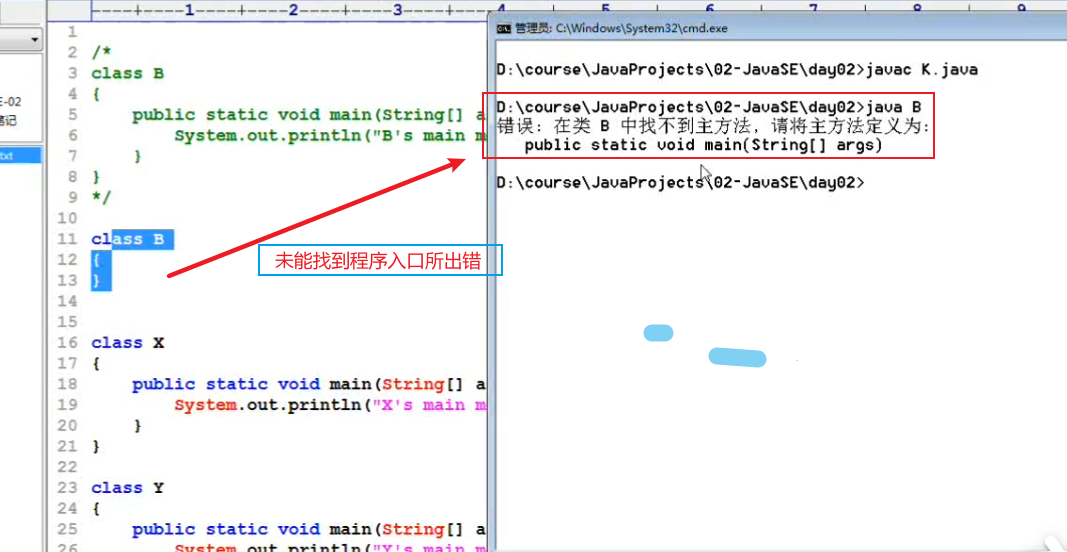 ----+----1----+----2----+----3----+----4
5 6 7 8 9
E-02
笔记
txt
1
2 /*
3 class B
4 {
5 public static void main(String[] a
6 System.out.println("B's main m
7 }
8 }
9 */
10
11 class B
12 {
13 }
14
15
16 class X
17 {
18 public static void main(String[] a
19 System.out.println("X's main m
20 }
21 }
22
23 class Y
24 {
25 public static void main(String[] a
26 System.out.println("Y's main m
未能找到程序入口所出错
管理员: C:\Windows\System32\cmd.exe
D:\course\JavaProjects\02-JavaSE\day02>javac K.java
D:\course\JavaProjects\02-JavaSE\day02>java B
错误: 在类 B 中找不到主方法, 请将主方法定义为:
public static void main(String[] args)
D:\course\JavaProjects\02-JavaSE\day02>